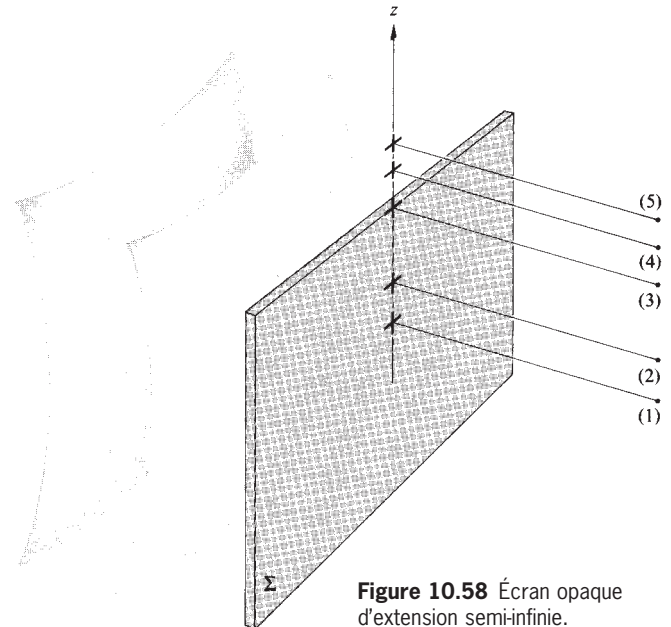 z
(5)
(4)
(3)
(2)
(1)
Σ
Figure 10.58 Écran opaque
d'extension semi-infinie.